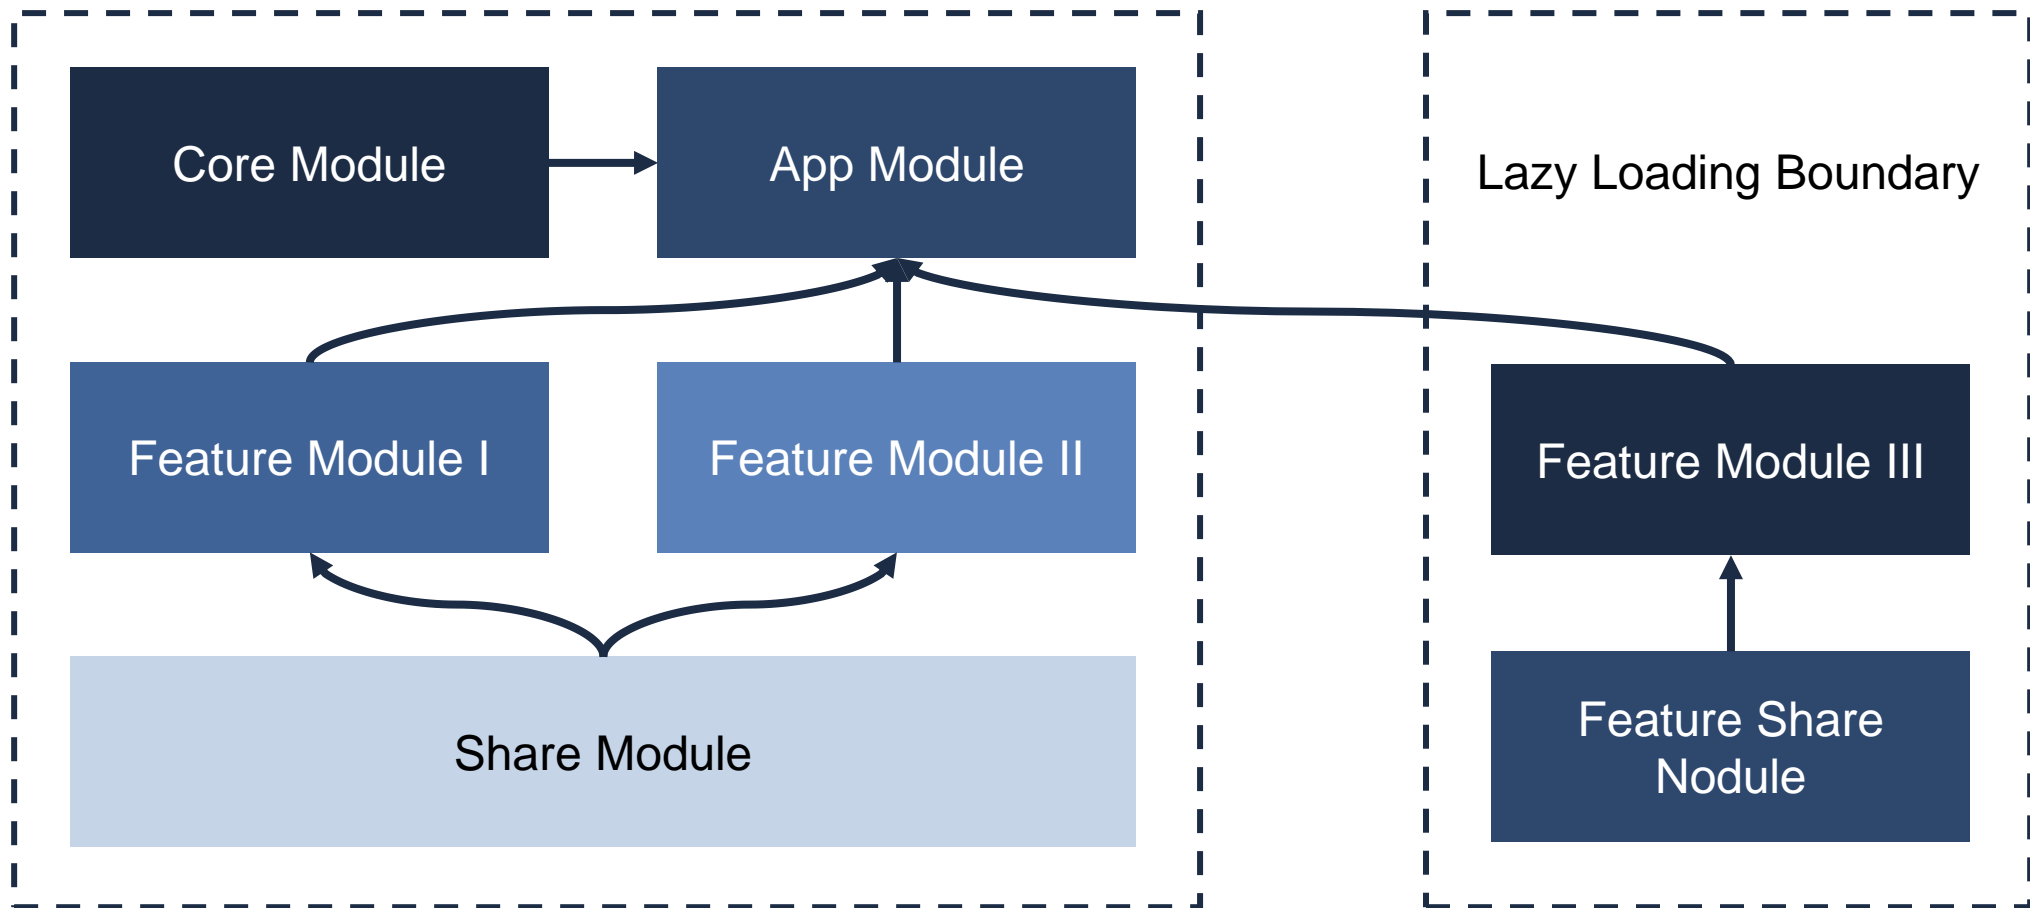 Core Module
App Module
Lazy Loading Boundary
Feature Module I
Feature Module II
Feature Module III
Share Module
Feature Share
Nodule